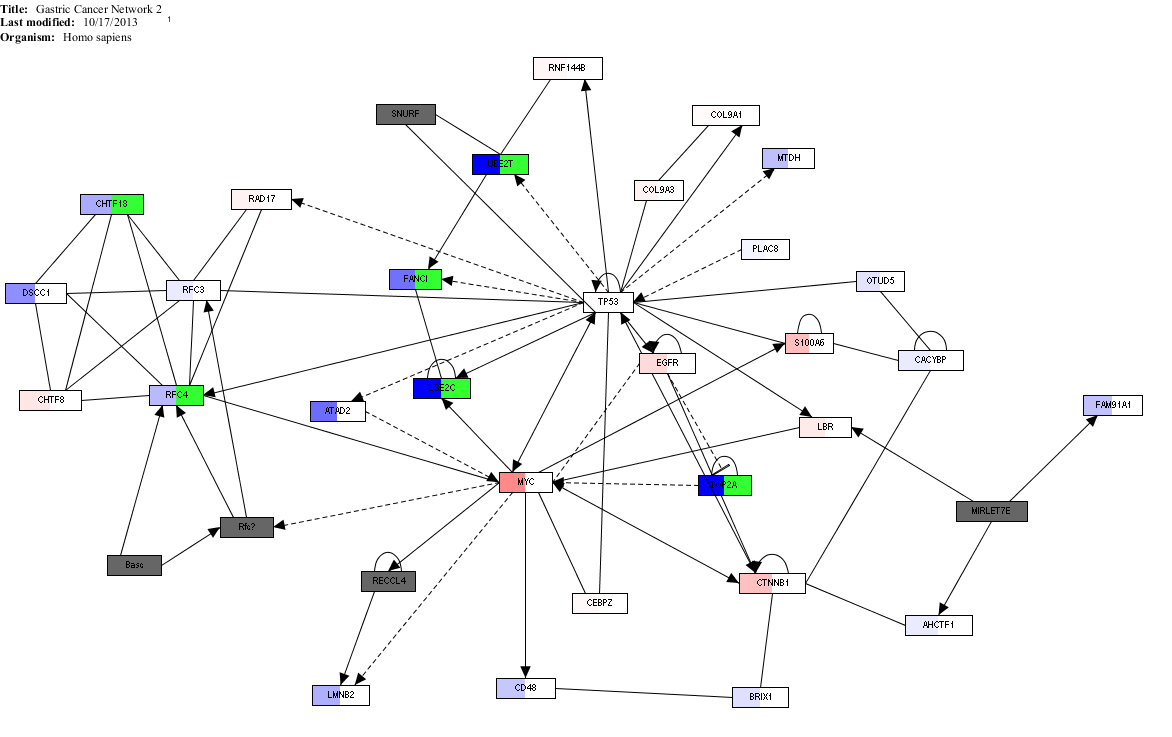 Title: Gastric Cancer Network 2
Last modified: 10/17/2013 1
Organism: Homo sapiens
RNF144B
SNURF
COL9A1
MTDH
UBE2T
COL9A3
RAD17
CHTF18
PLAC8
FANCI
OTUD5
DSCC1
RFC3
TP53
S100A6
CACYBP
EGFR
UBE2C
RFC4
CHTF8
ATAD2
FAM91A1
LBR
MYC
TOP2A
MIRLET7E
Rfc?
Basc
RECCL4
CTNNB1
CEBPZ
AHCTF1
LMNB2
CD48
BRIX1